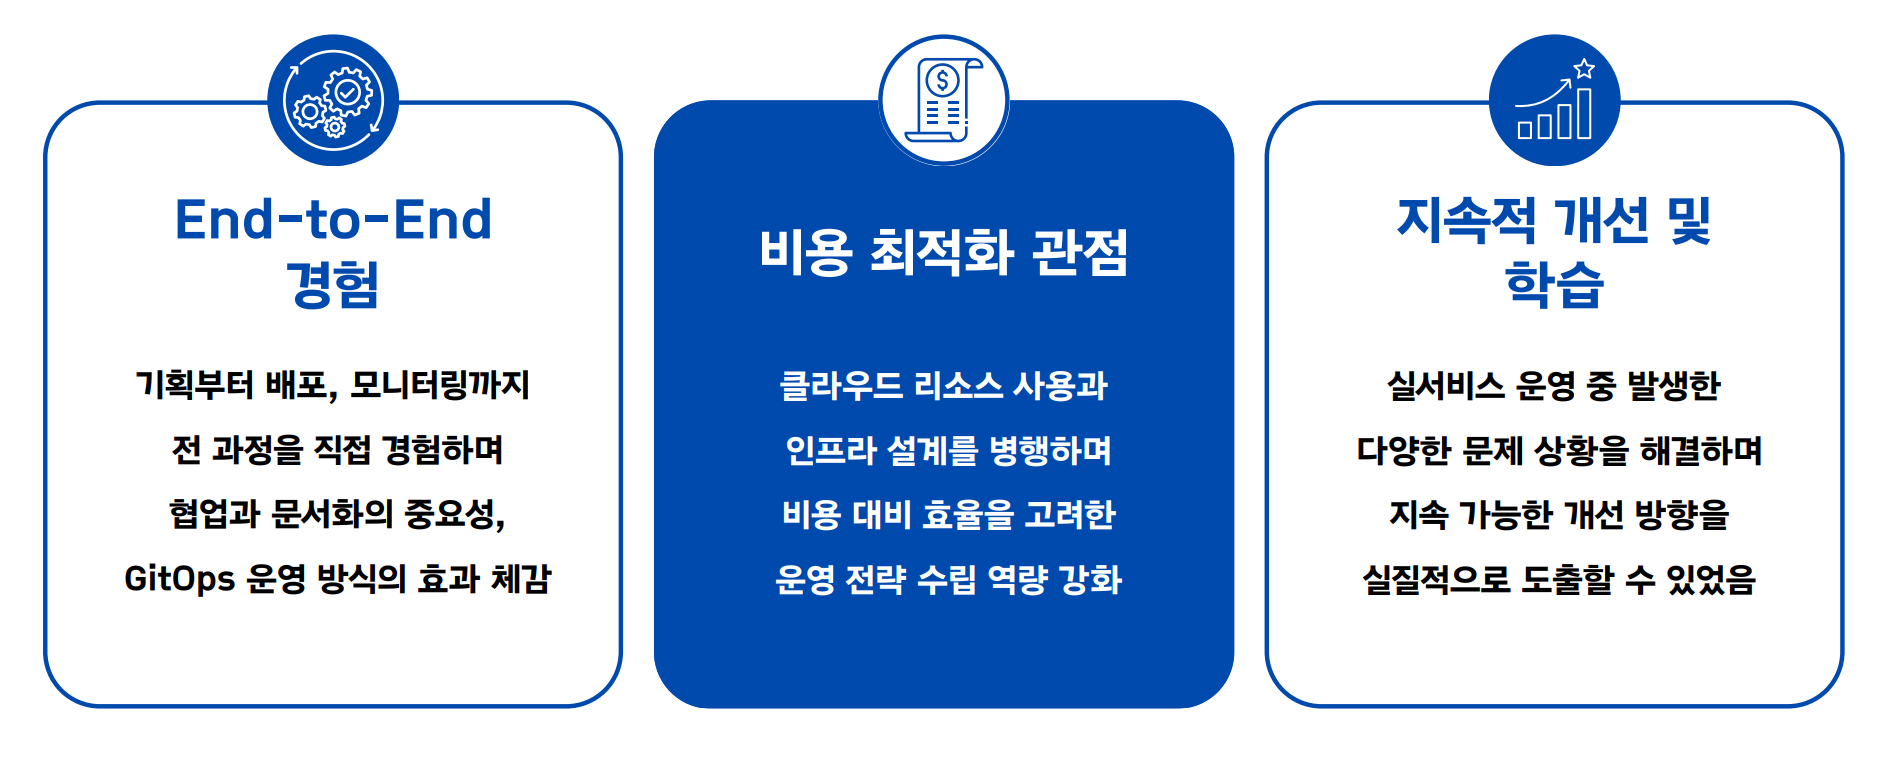 End-to-End
경험
기획부터 배포, 모니터링까지
전 과정을 직접 경험하며
협업과 문서화의 중요성,
GitOps 운영 방식의 효과 체감
비용 최적화 관점
클라우드 리소스 사용과
인프라 설계를 병행하며
비용 대비 효율을 고려한
운영 전략 수립 역량 강화
지속적 개선 및
학습
실서비스 운영 중 발생한
다양한 문제 상황을 해결하며
지속 가능한 개선 방향을
실질적으로 도출할 수 있었음